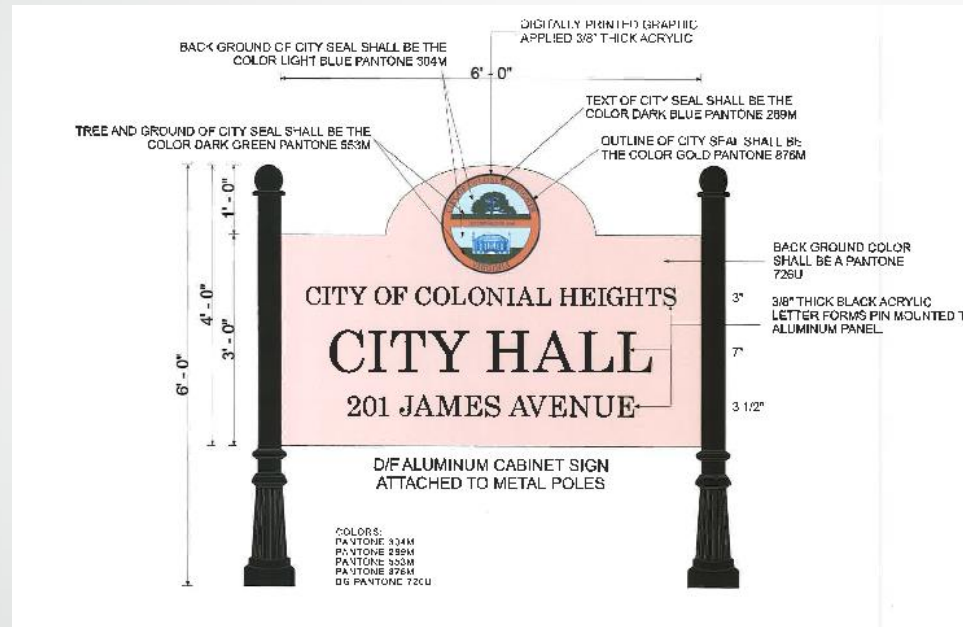 DIGITALLY PRINTED GRAPHIC
APPLIED 3/8" THICK ACRYLIC
BACK GROUND OF CITY SEAL SHALL BE THE
COLOR LIGHT BLUE PANTONE 304M
6' - 0"
TEXT OF CITY SEAL SHALL BE THE
COLOR DARK BLUE PANTONE 289M
TREE AND GROUND OF CITY SEAL SHALL BE THE
COLOR DARK GREEN PANTONE 553M
OUTLINE OF CITY SEAL SHALL BE
THE COLOR GOLD PANTONE 876M
1' - 0"
4' - 0"
3' - 0"
6' - 0"
BACK GROUND COLOR
SHALL BE A PANTONE
726U
CITY OF COLONIAL HEIGHTS
3"
3/8" THICK BLACK ACRYLIC
LETTER FORMS PIN MOUNTED T
ALUMINUM PANEL
CITY HALL
7"
201 JAMES AVENUE
3 1/2"
D/F ALUMINUM CABINET SIGN
ATTACHED TO METAL POLES
COLORS:
PANTONE 304M
PANTONE 289M
PANTONE 553M
PANTONE 876M
BG PANTONE 726U